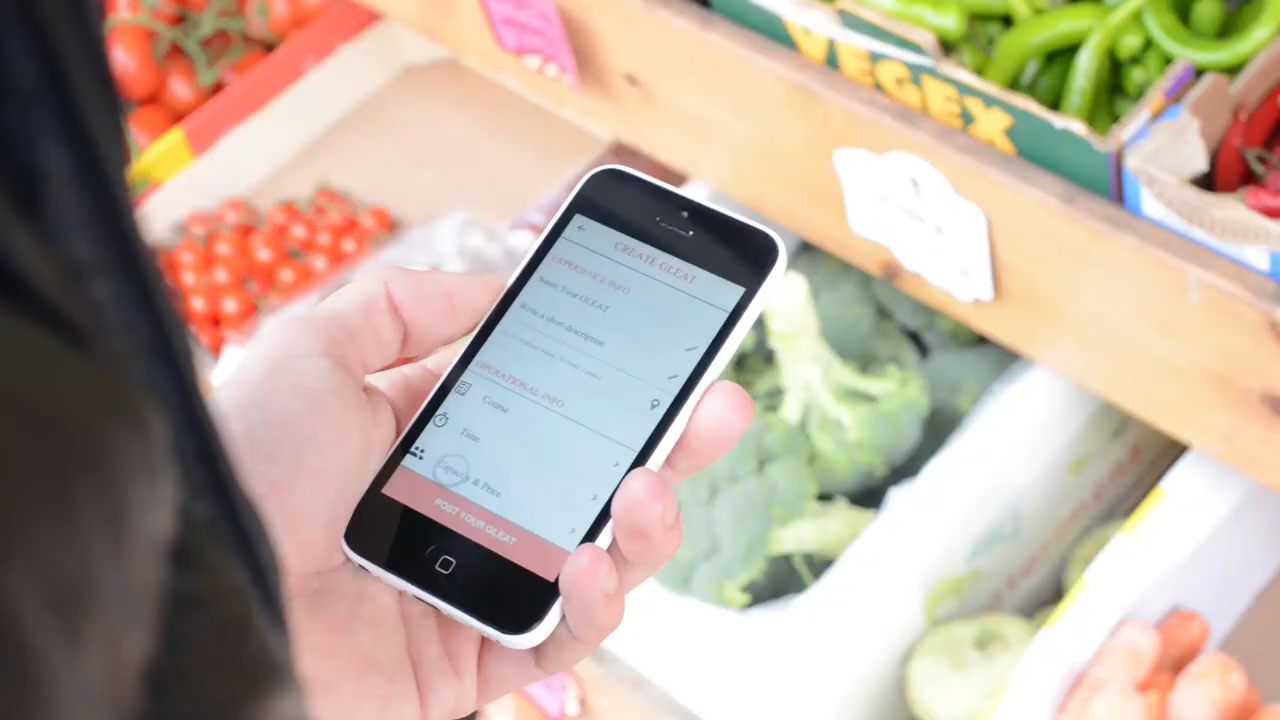 VEGEX
CREATE GLEAT
EXPERIENCE INFO
Name Your GLEAT
Write a short description
OPERATIONAL INFO
Course
Time
Capacity & Price
POST YOUR GLEAT